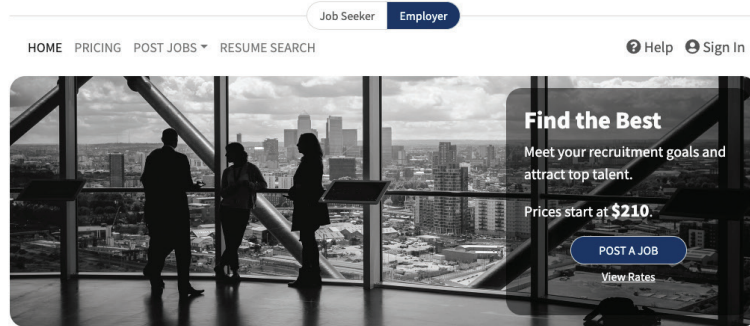 Job Seeker Employer
HOME PRICING POST JOBS RESUME SEARCH Help Sign In
Find the Best
Meet your recruitment goals and
attract top talent.
Prices start at $210.
POST A JOB
View Rates